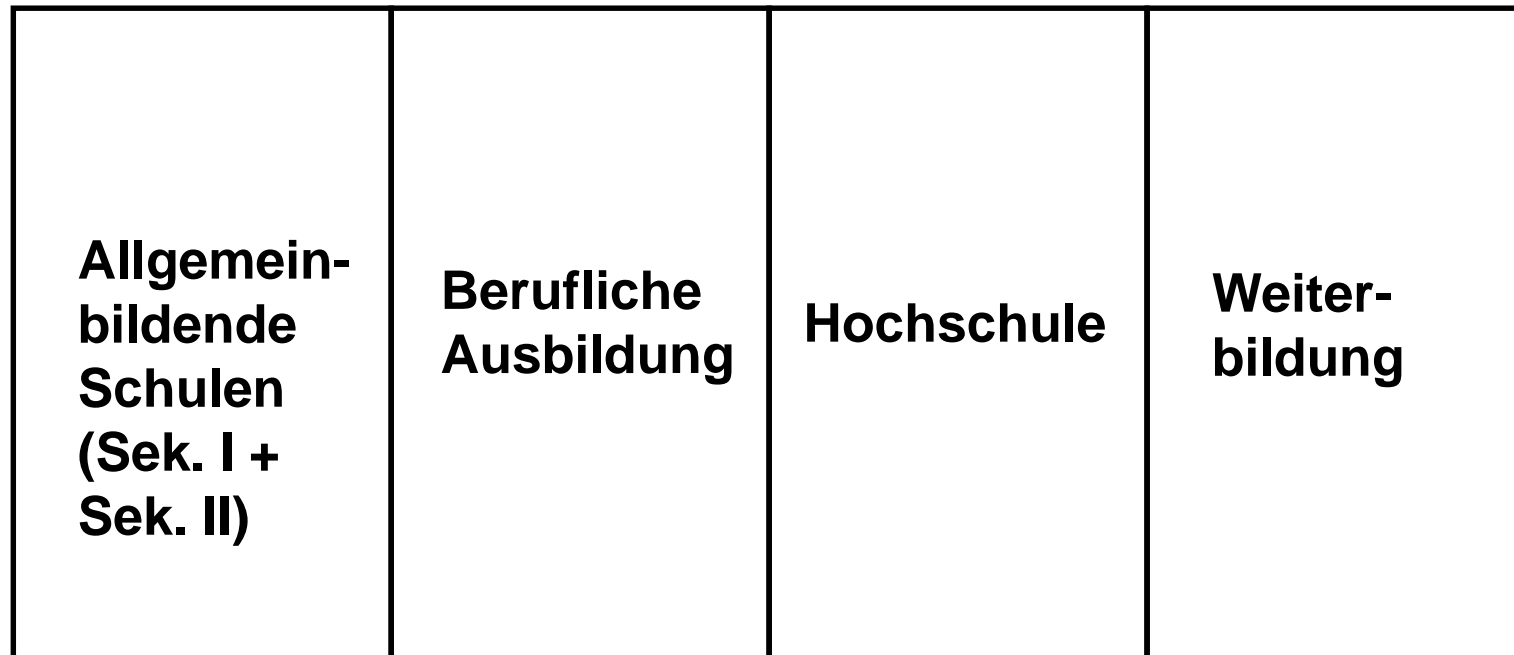 Allgemein-
bildende
Schulen
(Sek. I +
Sek. II)
Berufliche
Ausbildung
Hochschule
Weiter-
bildung